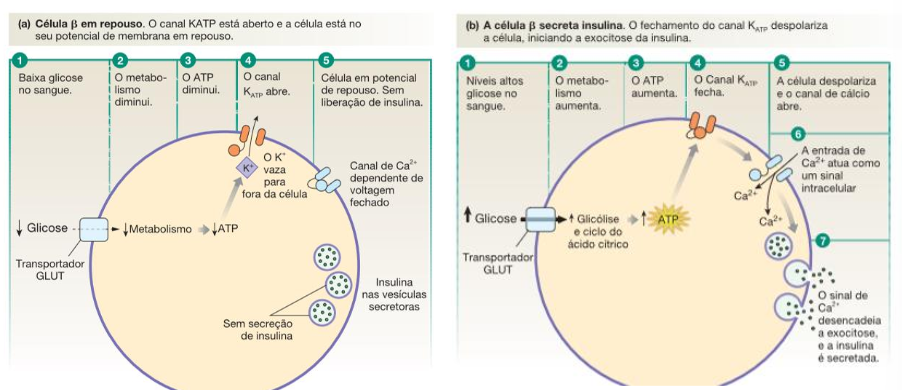 (a) Célula β em repouso. O canal KATP está aberto e a célula está no
seu potencial de membrana em repouso.
1
Baixa glicose
no sangue.
2
O metabo-
lismo
diminui.
3
O ATP
diminui.
4
O canal
KATP abre.
5
Célula em potencial
de repouso. Sem
liberação de insulina.
K+
O K+
vaza
para
fora da célula
Canal de Ca2+
dependente de
voltagem
fechado
↓ Glicose
↓Metabolismo
↓ATP
Transportador
GLUT
Insulina
nas vesículas
secretoras
Sem secreção
de insulina
(b) A célula β secreta insulina. O fechamento do canal KATP despolariza
a célula, iniciando a exocitose da insulina.
1
Níveis altos
glicose no
sangue.
2
O metabo-
lismo
aumenta.
3
O ATP
aumenta.
4
O Canal KATP
fecha.
5
A célula despolariza
e o canal de cálcio
abre.
6
A entrada de
Ca2+ atua como
um sinal
intracelular
Ca2+
Ca2+
↑ Glicose
↑ Glicólise
e ciclo do
ácido cítrico
↑ ATP
Transportador
GLUT
7
O sinal de
Ca2+
desencadeia
a exocitose,
e a insulina
é secretada.